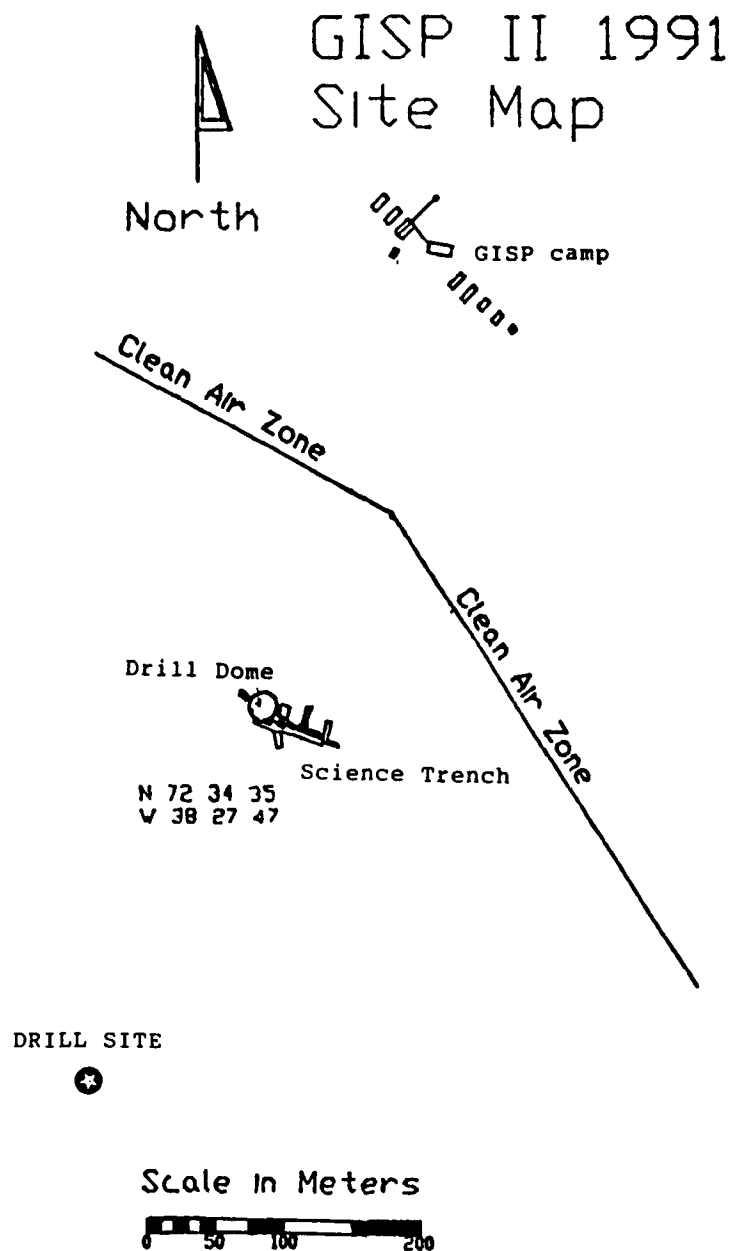 GISP II 1991
Site Map
North
GISP camp
Clean Air Zone
Clean Air Zone
Drill Dome
Science Trench
N 72 34 35
W 38 27 47
DRILL SITE
Scale In Meters
0 50 100 200